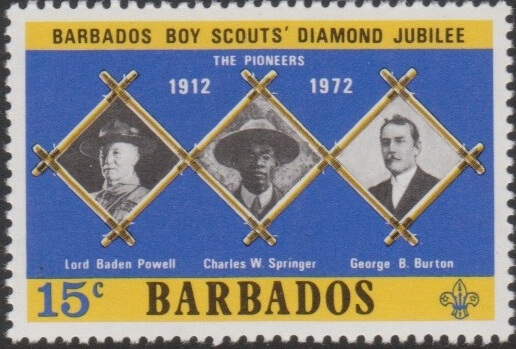 BARBADOS BOY SCOUTS' DIAMOND JUBILEE
THE PIONEERS
1912 1972
Lord Baden Powell Charles W. Springer George B. Burton
15c BARBADOS